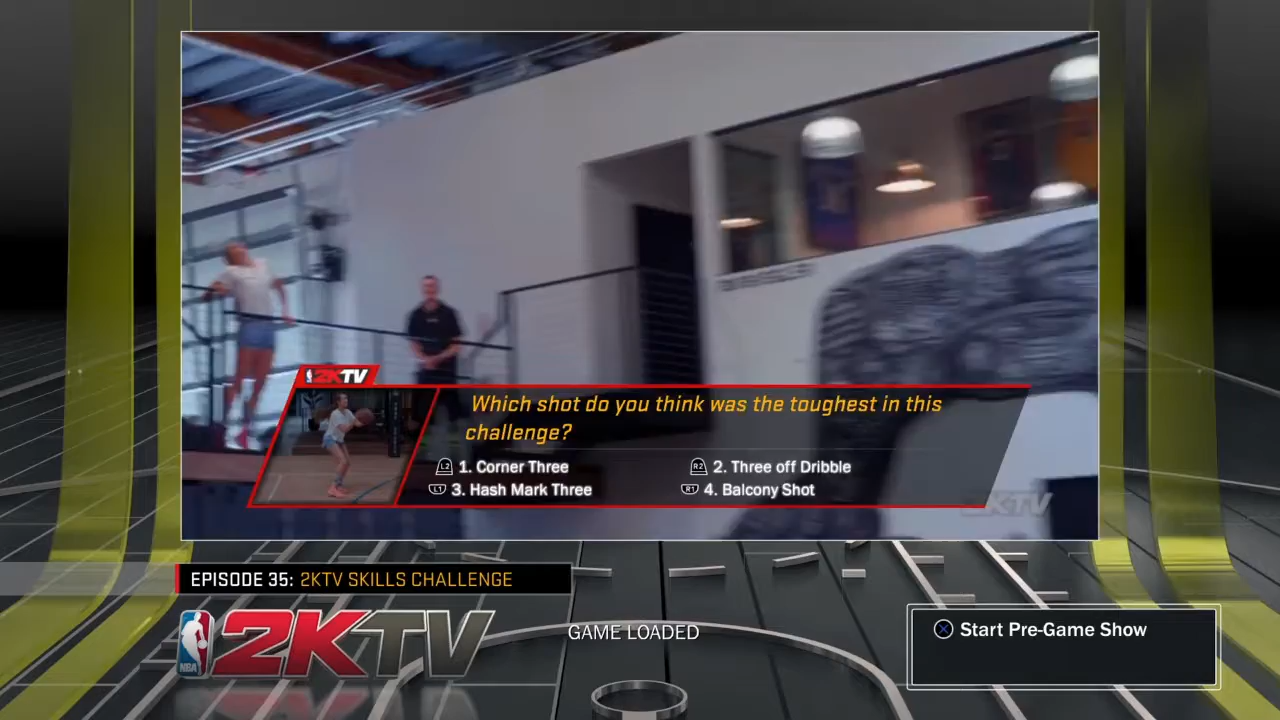 2KTV
Which shot do you think was the toughest in this
challenge?
L2 1. Corner Three
R2 2. Three off Dribble
L1 3. Hash Mark Three
R1 4. Balcony Shot
2KTV
EPISODE 35: 2KTV SKILLS CHALLENGE
NBA 2KTV
GAME LOADED
Start Pre-Game Show